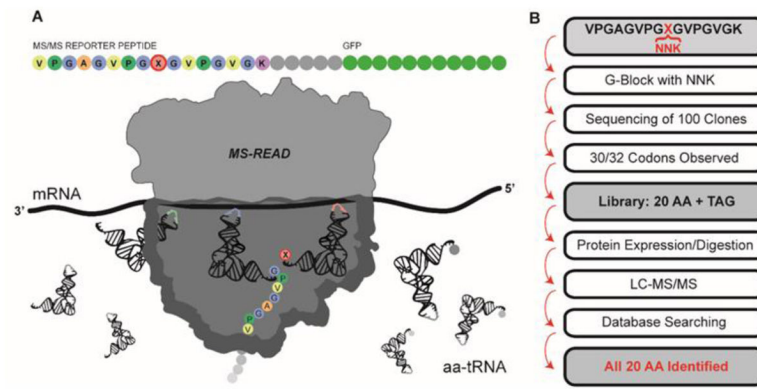 A
MS/MS REPORTER PEPTIDE
GFP
V P G A G V P G X G V P G V G K
MS-READ
mRNA
5'
3'
X
G
P
V
G
A
G
P
V
aa-tRNA
B
VPGAGVPGXGVPGVGK
NNK
G-Block with NNK
Sequencing of 100 Clones
30/32 Codons Observed
Library: 20 AA + TAG
Protein Expression/Digestion
LC-MS/MS
Database Searching
All 20 AA Identified